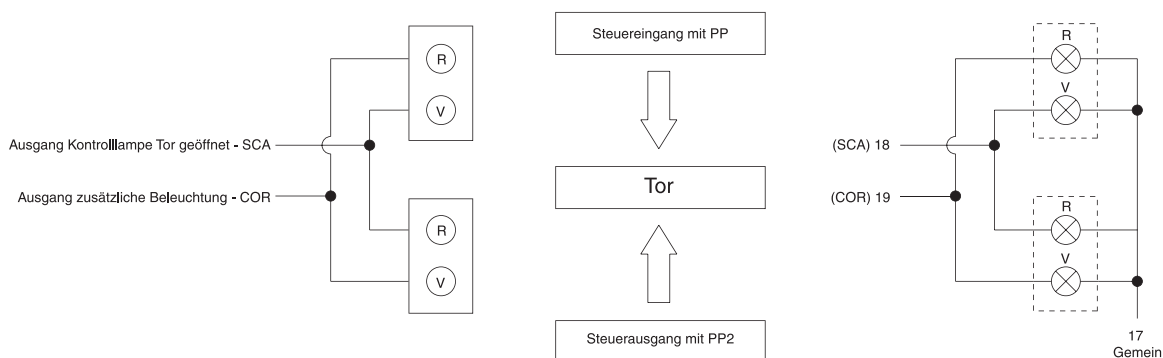 Steuereingang mit PP
R
V
Ausgang Kontrolllampe Tor geöffnet - SCA
Ausgang zusätzliche Beleuchtung - COR
R
V
Tor
Steuerausgang mit PP2
R
V
(SCA) 18
(COR) 19
R
V
17
Gemein